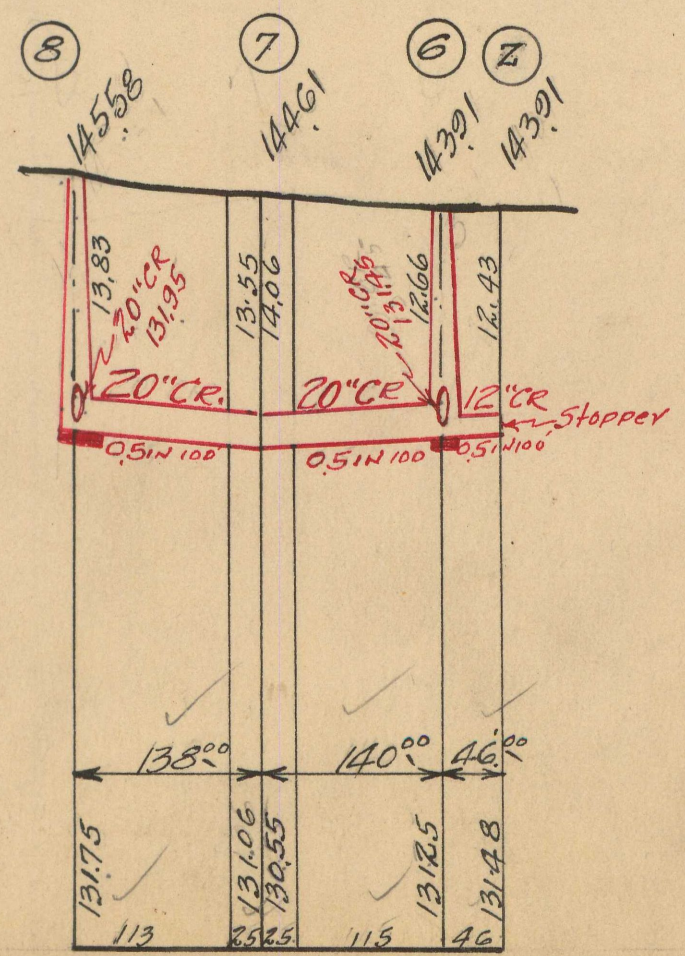 8 7 6 Z
145.58 144.61 143.91 143.91
13.83
20"CR
131.95
13.55
14.06
20"CR
131.45
12.66
12.43
20"CR. 20"CR 12"CR
Stopper
0.5 IN 100 0.5 IN 100 0.5 IN 100
138.00 140.00 46.00
131.75 131.06 130.55 131.25 131.48
113 25 25 115 46